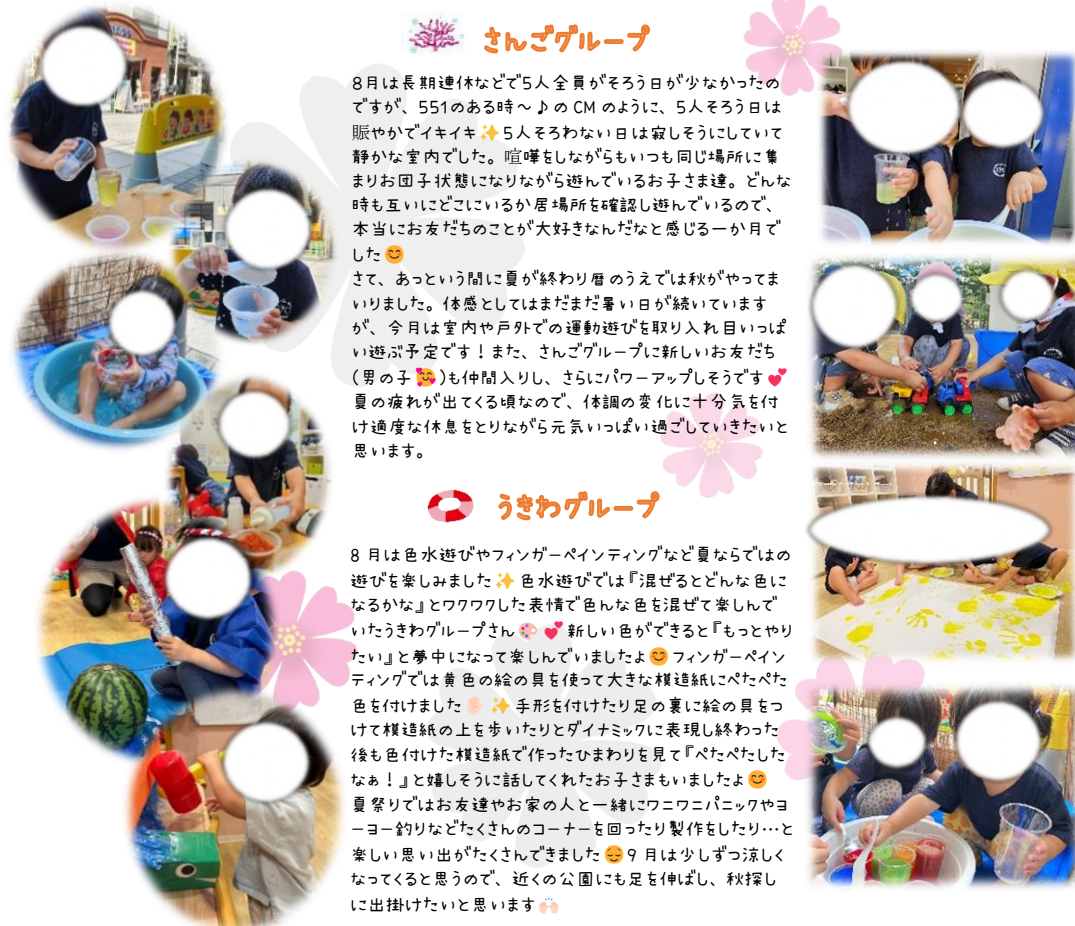 さんごグループ
8月は長期連休などで5人全員がそろう日が少なかったの
ですが、551のある時～♪のCMのように、5人そろう日は
賑やかでイキイキ✨5人そろわない日は寂しそうにしていて
静かな室内でした。喧嘩をしながらもいつも同じ場所に集
まりお団子状態になりながら遊んでいるお子さま達。どんな
時も互いにどこにいるか居場所を確認し遊んでいるので、
本当にお友だちのことが大好きなんだなと感じる一か月で
した😊
さて、あっという間に夏が終わり暦のうえでは秋がやってま
いりました。体感としてはまだまだ暑い日が続いています
が、今月は室内や戸外での運動遊びを取り入れ目いっぱ
い遊ぶ予定です！また、さんごグループに新しいお友だち
(男の子🥰)も仲間入りし、さらにパワーアップしそうです💕
夏の疲れが出てくる頃なので、体調の変化に十分気を付
け適度な休息をとりながら元気いっぱい過ごしていきたいと
思います。
うきわグループ
8月は色水遊びやフィンガーペインティングなど夏ならではの
遊びを楽しみました✨色水遊びでは『混ぜるとどんな色に
なるかな』とワクワクした表情で色んな色を混ぜて楽しんで
いたうきわグループさん🎨💕新しい色ができると『もっとやり
たい』と夢中になって楽しんでいましたよ😊フィンガーペイン
ティングでは黄色の絵の具を使って大きな模造紙にぺたぺた
色を付けました✋🏻✨手形を付けたり足の裏に絵の具をつ
けて模造紙の上を歩いたりとダイナミックに表現し終わった
後も色付けた模造紙で作ったひまわりを見て『ぺたぺたした
なぁ！』と嬉しそうに話してくれたお子さまもいましたよ😊
夏祭りではお友達やお家の人と一緒にワニワニパニックやヨ
ーヨー釣りなどたくさんのコーナーを回ったり製作をしたり…と
楽しい思い出がたくさんできました😌9月は少しずつ涼しく
なってくると思うので、近くの公園にも足を伸ばし、秋探し
に出掛けたいと思います🙌🏻